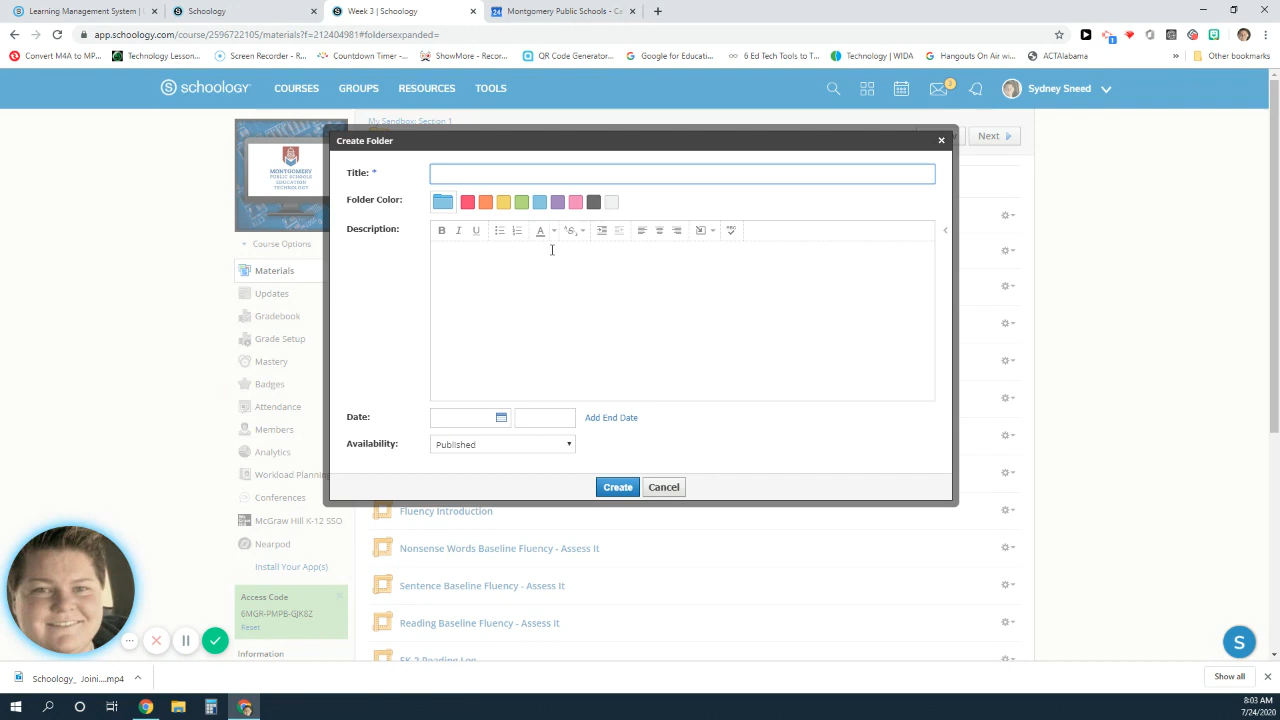 Learning Management System |
Schoology
Week 3 | Schoology
Montgomery Public Schools - Ca
app.schoology.com/course/2596722105/materials?f=212404981#foldersexpanded=
Convert M4A to MP...
Technology Lesson...
Screen Recorder - R...
Countdown Timer -...
ShowMore - Recor...
QR Code Generator...
Google for Educati...
6 Ed Tech Tools to T...
Technology | WIDA
Hangouts On Air wi...
ACTAlabama
»
Other bookmarks
schoology
COURSES
GROUPS
RESOURCES
TOOLS
Sydney Sneed
My Sandbox: Section 1
Next
Create Folder
Title: *
Folder Color:
Description:
B I U
Date:
Add End Date
Availability:
Published
Create
Cancel
MONTGOMERY
PUBLIC SCHOOLS
EDUCATION
TECHNOLOGY
Course Options
Materials
Updates
Gradebook
Grade Setup
Mastery
Badges
Attendance
Members
Analytics
Workload Planning
Conferences
McGraw Hill K-12 SSO
Nearpod
Install Your App(s)
Access Code
6MGR-PMPB-GJK8Z
Reset
Information
Fluency Introduction
Nonsense Words Baseline Fluency - Assess It
Sentence Baseline Fluency - Assess It
Reading Baseline Fluency - Assess It
S
Schoology_ Joini....mp4
Show all
8:03 AM
7/24/2020